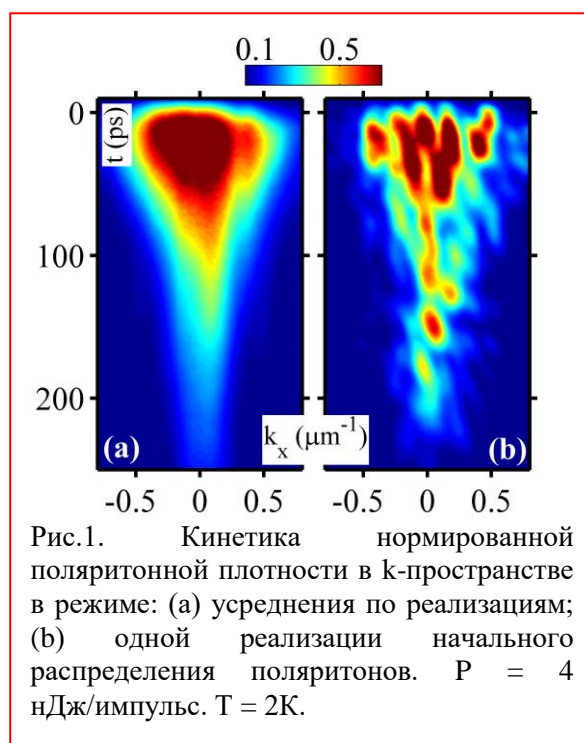 0.1 0.5
0
100
200
t (ps)
(a)
k_x (μm⁻¹)
(b)
-0.5 0 0.5 -0.5 0 0.5
Рис.1. Кинетика нормированной
поляритонной плотности в k-пространстве
в режиме: (a) усреднения по реализациям;
(b) одной реализации начального
распределения поляритонов. P = 4
нДж/импульс. T = 2K.